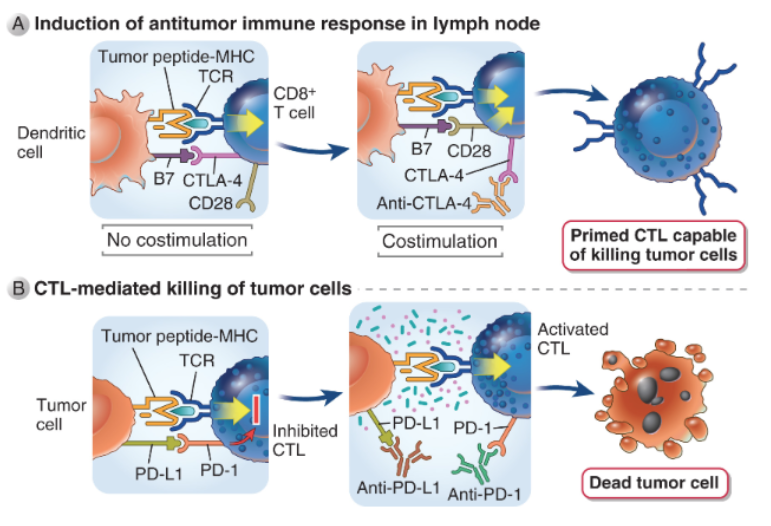 A Induction of antitumor immune response in lymph node
Tumor peptide-MHC
TCR
CD8+
T cell
Dendritic
cell
B7
CTLA-4
CD28
No costimulation
B7
CD28
CTLA-4
Anti-CTLA-4
Costimulation
Primed CTL capable
of killing tumor cells
B CTL-mediated killing of tumor cells
Tumor peptide-MHC
TCR
Tumor
cell
PD-L1
PD-1
Inhibited
CTL
PD-L1
PD-1
Anti-PD-L1
Anti-PD-1
Activated
CTL
Dead tumor cell